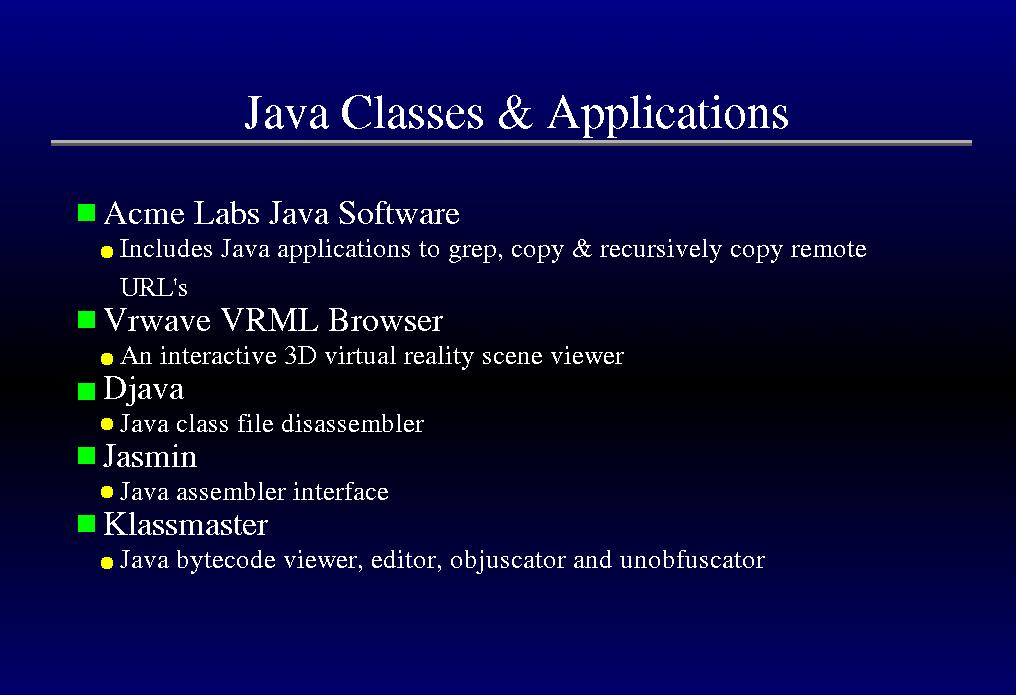 Java Classes & Applications
Acme Labs Java Software
Includes Java applications to grep, copy & recursively copy remote
URL's
Vrwave VRML Browser
An interactive 3D virtual reality scene viewer
Djava
Java class file disassembler
Jasmin
Java assembler interface
Klassmaster
Java bytecode viewer, editor, objuscator and unobfuscator